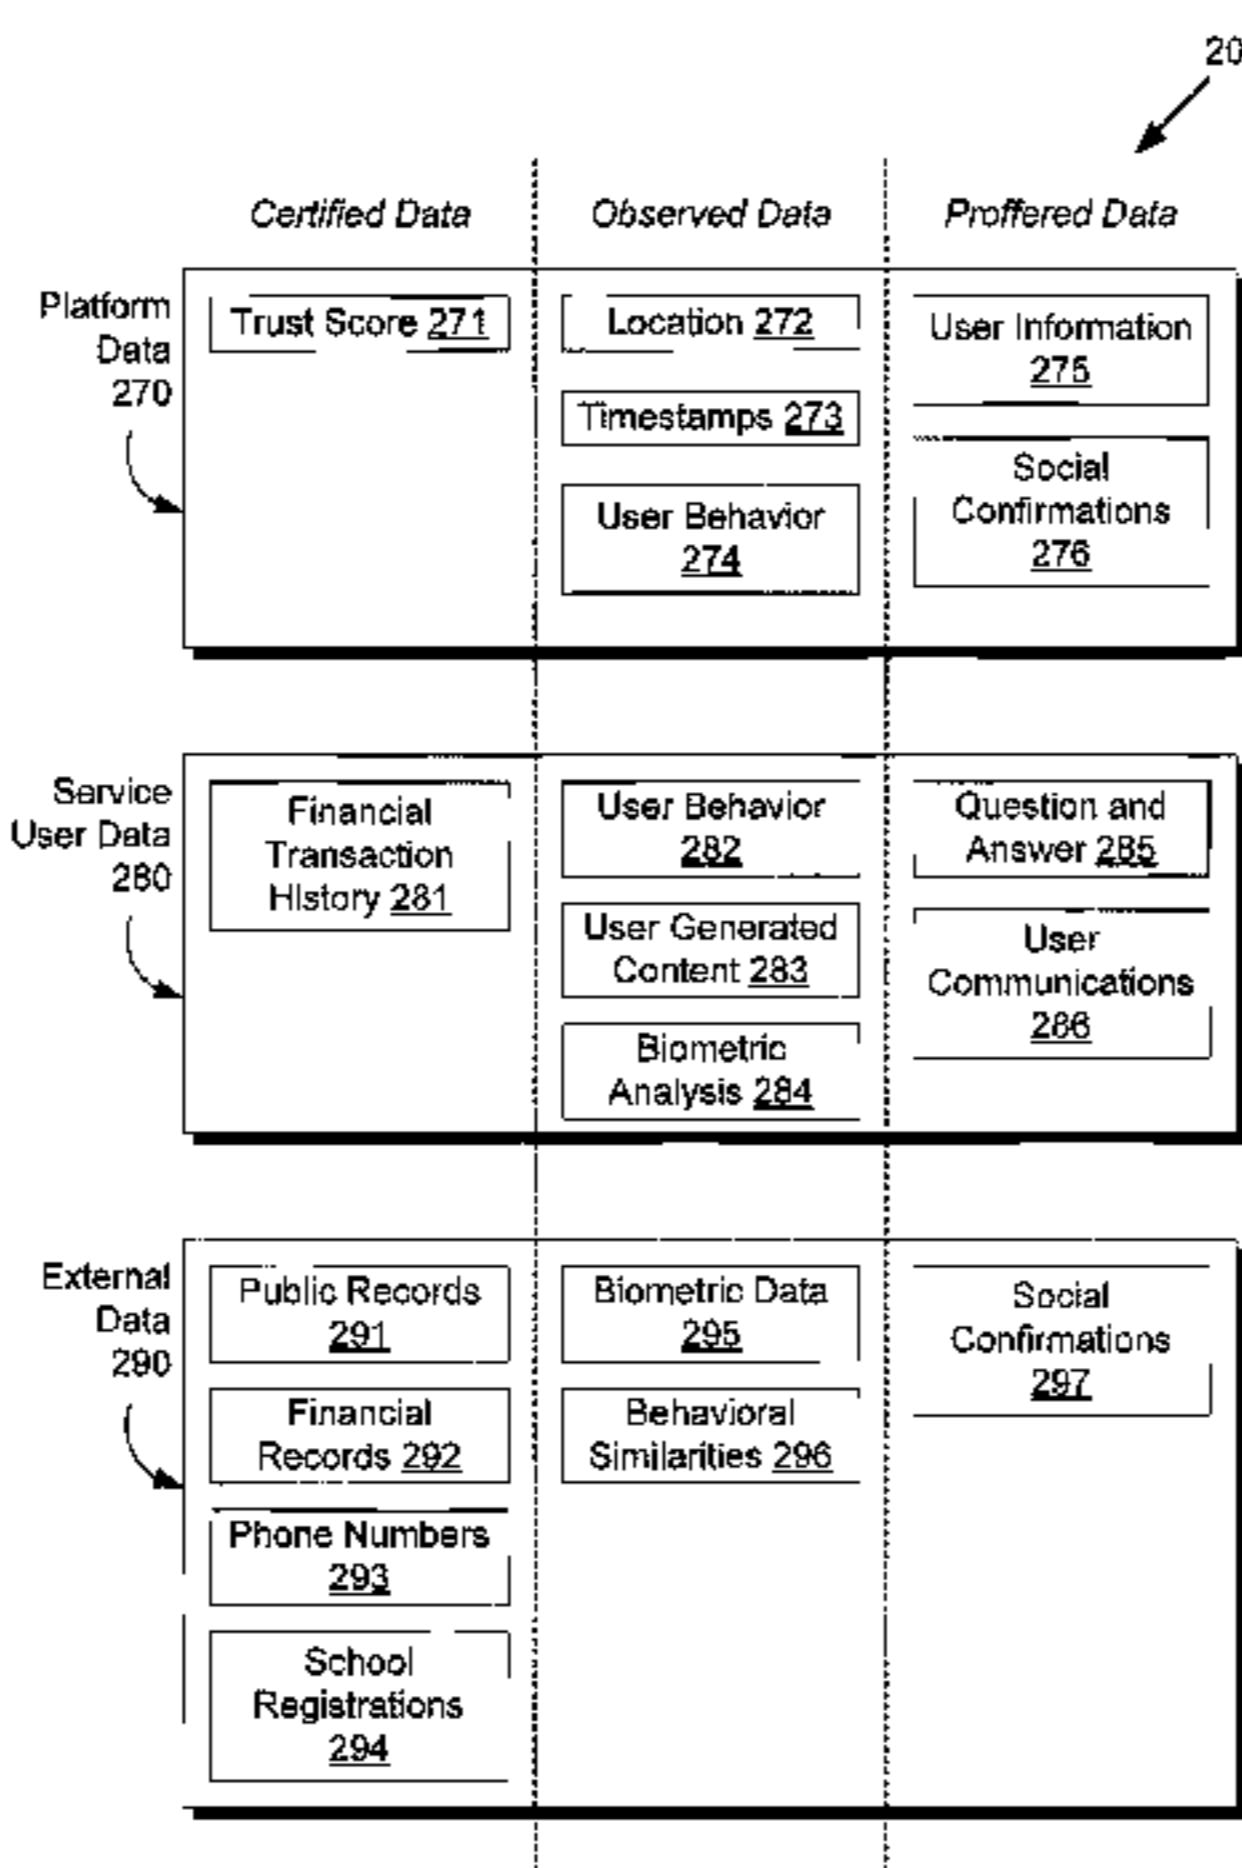 20
Certified Data
Observed Data
Proffered Data
Platform
Data
270
Trust Score 271
Location 272
Timestamps 273
User Behavior
274
User Information
275
Social
Confirmations
276
Service
User Data
280
Financial
Transaction
History 281
User Behavior
282
User Generated
Content 283
Biometric
Analysis 284
Question and
Answer 285
User
Communications
286
External
Data
290
Public Records
291
Financial
Records 292
Phone Numbers
293
School
Registrations
294
Biometric Data
295
Behavioral
Similarities 296
Social
Confirmations
297